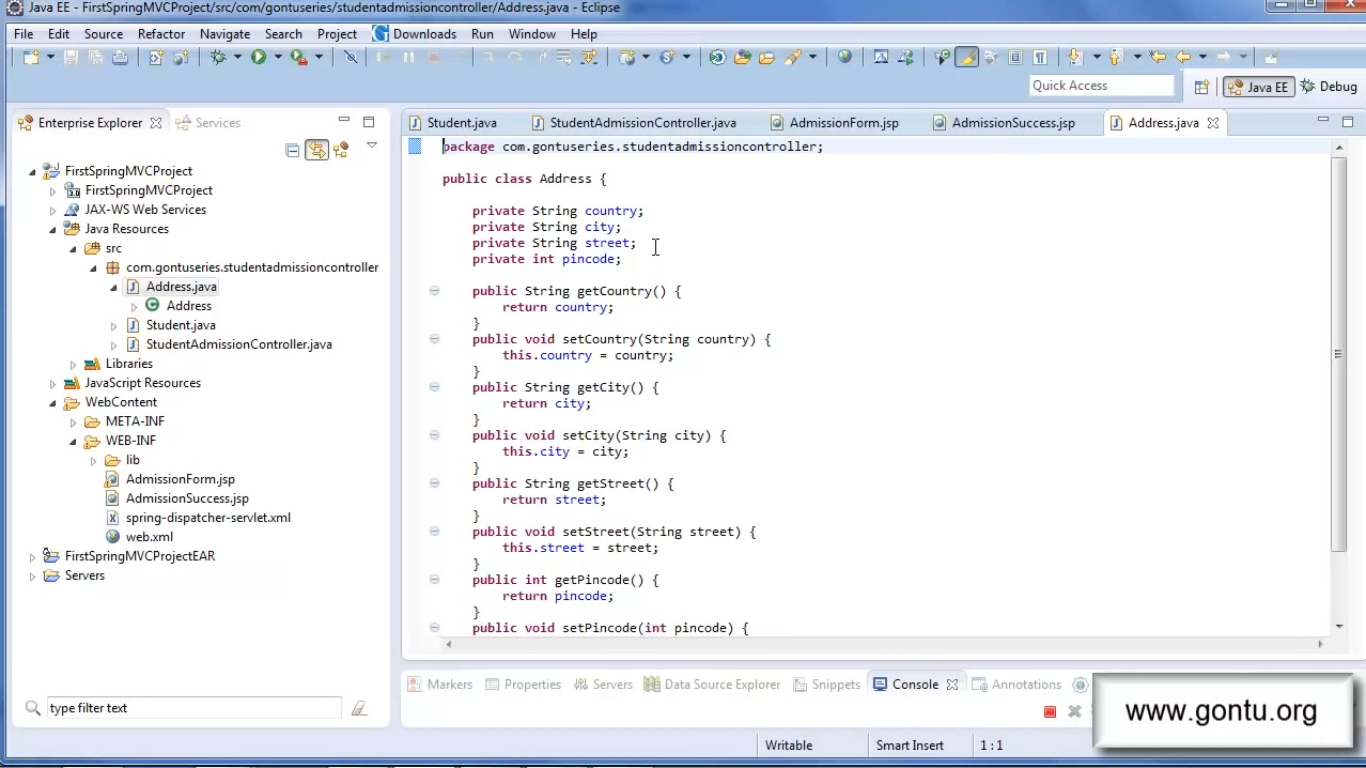 Java EE - FirstSpringMVCProject/src/com/gontuseries/studentadmissioncontroller/Address.java - Eclipse
File Edit Source Refactor Navigate Search Project Downloads Run Window Help
Quick Access Java EE Debug
Enterprise Explorer Services
FirstSpringMVCProject
FirstSpringMVCProject
JAX-WS Web Services
Java Resources
src
com.gontuseries.studentadmissioncontroller
Address.java
Address
Student.java
StudentAdmissionController.java
Libraries
JavaScript Resources
WebContent
META-INF
WEB-INF
lib
AdmissionForm.jsp
AdmissionSuccess.jsp
spring-dispatcher-servlet.xml
web.xml
FirstSpringMVCProjectEAR
Servers
type filter text
Student.java StudentAdmissionController.java AdmissionForm.jsp AdmissionSuccess.jsp Address.java
package com.gontuseries.studentadmissioncontroller;
public class Address {
private String country;
private String city;
private String street;
private int pincode;
public String getCountry() {
return country;
}
public void setCountry(String country) {
this.country = country;
}
public String getCity() {
return city;
}
public void setCity(String city) {
this.city = city;
}
public String getStreet() {
return street;
}
public void setStreet(String street) {
this.street = street;
}
public int getPincode() {
return pincode;
}
public void setPincode(int pincode) {
Markers Properties Servers Data Source Explorer Snippets Console Annotations
www.gontu.org
Writable Smart Insert 1 : 1